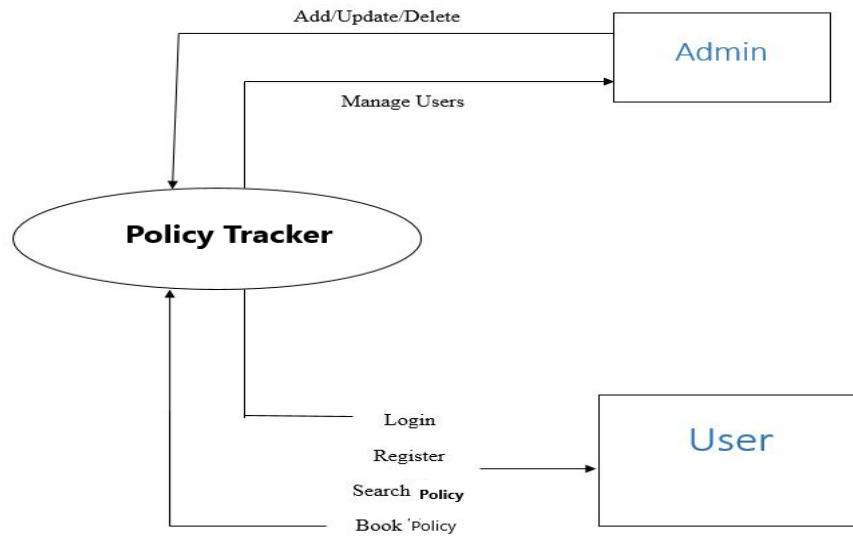 Add/Update/Delete
Admin
Manage Users
Policy Tracker
Login
User
Register
Search Policy
Book 'Policy